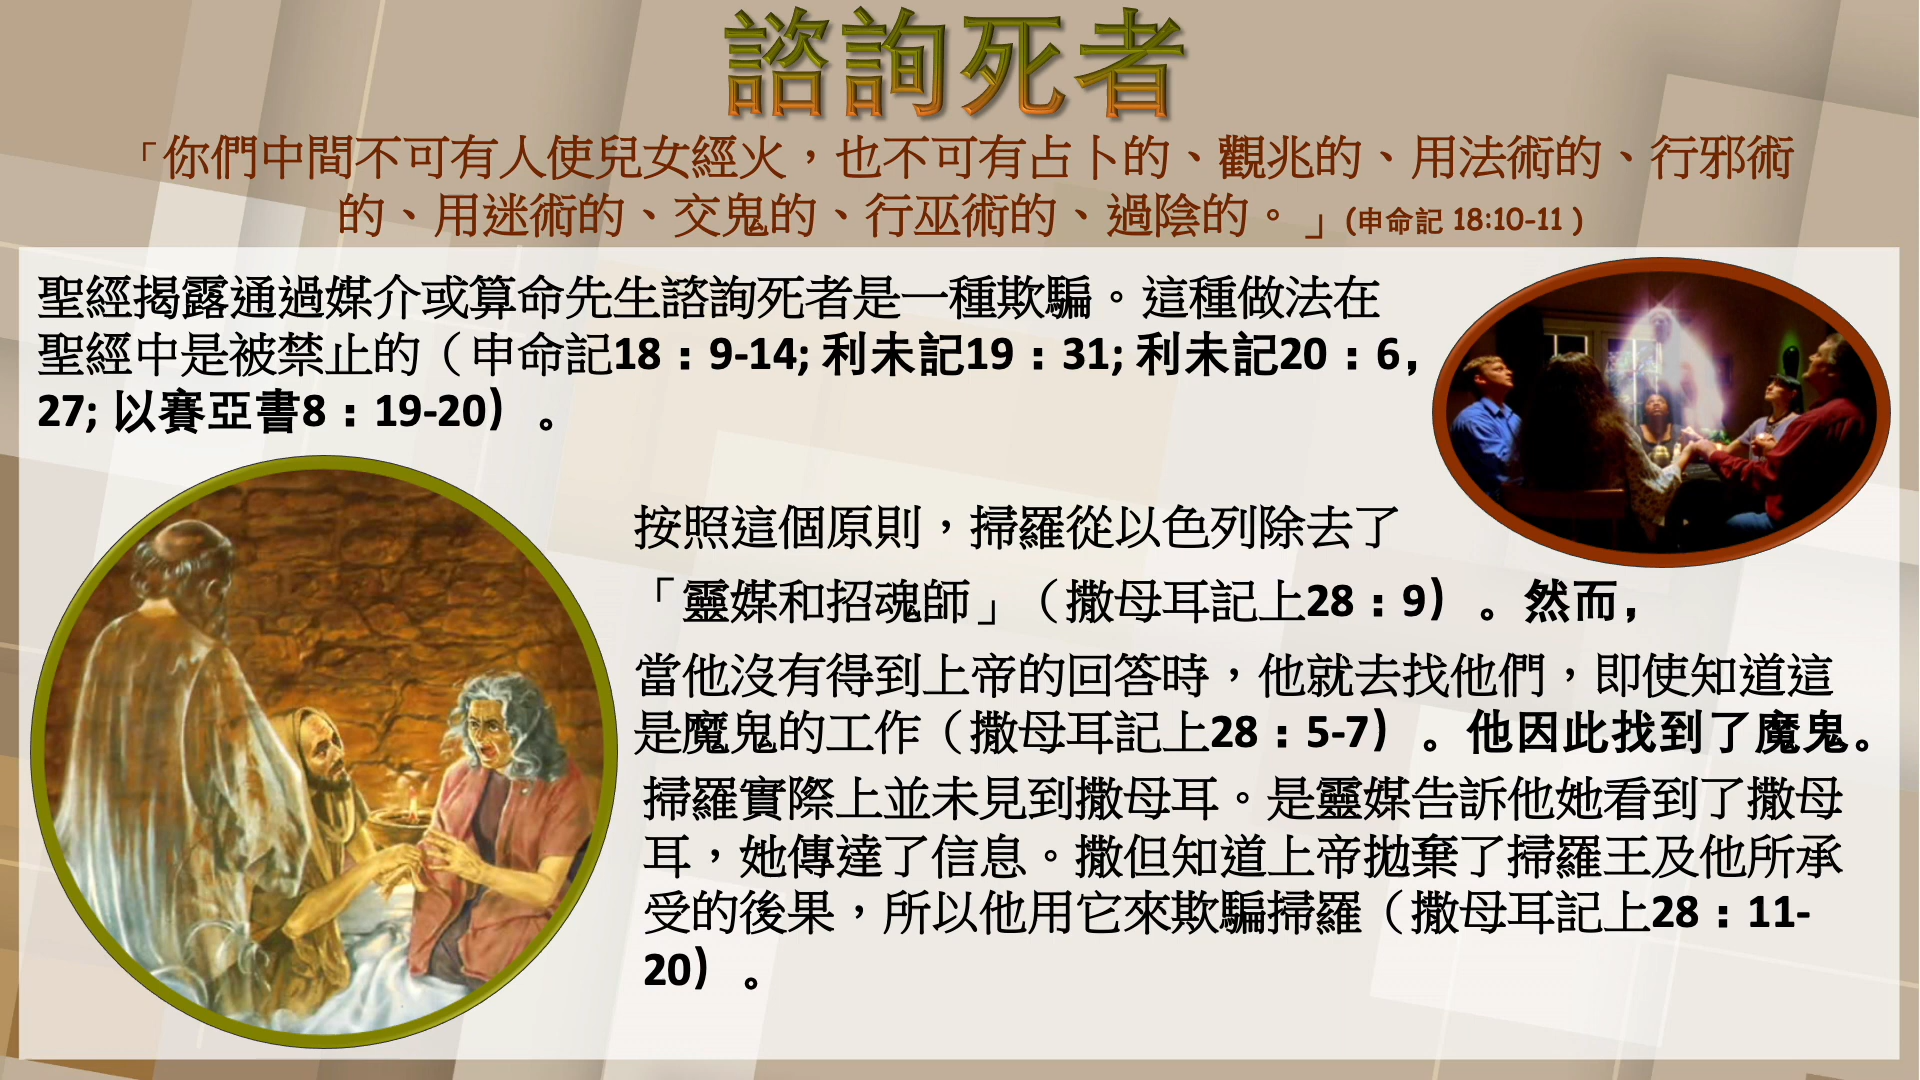 諮詢死者
「你們中間不可有人使兒女經火，也不可有占卜的、觀兆的、用法術的、行邪術
的、用迷術的、交鬼的、行巫術的、過陰的。」(申命記 18:10-11 )
聖經揭露通過媒介或算命先生諮詢死者是一種欺騙。這種做法在
聖經中是被禁止的（申命記18：9-14; 利未記19：31; 利未記20：6，
27; 以賽亞書8：19-20）。
按照這個原則，掃羅從以色列除去了
「靈媒和招魂師」（撒母耳記上28：9）。然而，
當他沒有得到上帝的回答時，他就去找他們，即使知道這
是魔鬼的工作（撒母耳記上28：5-7）。他因此找到了魔鬼。
掃羅實際上並未見到撒母耳。是靈媒告訴他她看到了撒母
耳，她傳達了信息。撒但知道上帝拋棄了掃羅王及他所承
受的後果，所以他用它來欺騙掃羅（撒母耳記上28：11-
20）。